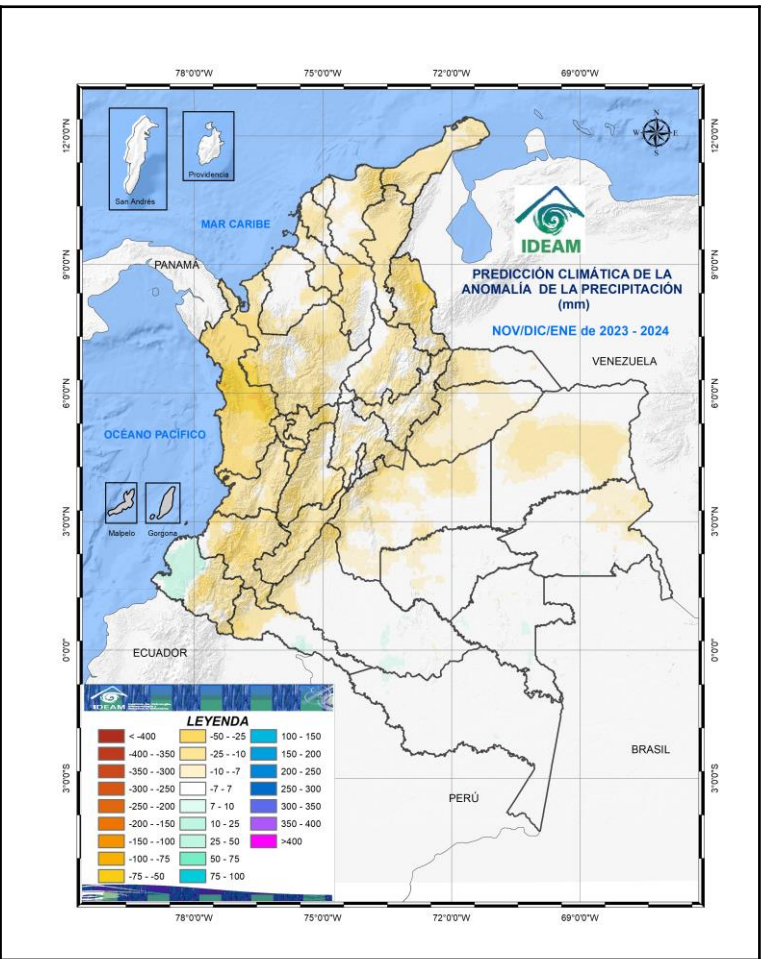 78°0'0"W 75°0'0"W 72°0'0"W 69°0'0"W
12°0'0"N
12°0'0"N
N
W E
S
San Andrés
Providencia
MAR CARIBE
IDEAM
PANAMÁ
9°0'0"N
9°0'0"N
PREDICCIÓN CLIMÁTICA DE LA
ANOMALÍA DE LA PRECIPITACIÓN
(mm)
NOV/DIC/ENE de 2023 - 2024
VENEZUELA
6°0'0"N
6°0'0"N
OCÉANO PACÍFICO
Malpelo
Gorgona
3°0'0"N
3°0'0"N
ECUADOR
0°0'0"
0°0'0"
IDEAM
LEYENDA
< -400
-400 - -350
-350 - -300
-300 - -250
-250 - -200
-200 - -150
-150 - -100
-100 - -75
-75 - -50
-50 - -25
-25 - -10
-10 - -7
-7 - 7
7 - 10
10 - 25
25 - 50
50 - 75
75 - 100
100 - 150
150 - 200
200 - 250
250 - 300
300 - 350
350 - 400
>400
BRASIL
PERÚ
3°0'0"S
3°0'0"S
78°0'0"W 75°0'0"W 72°0'0"W 69°0'0"W